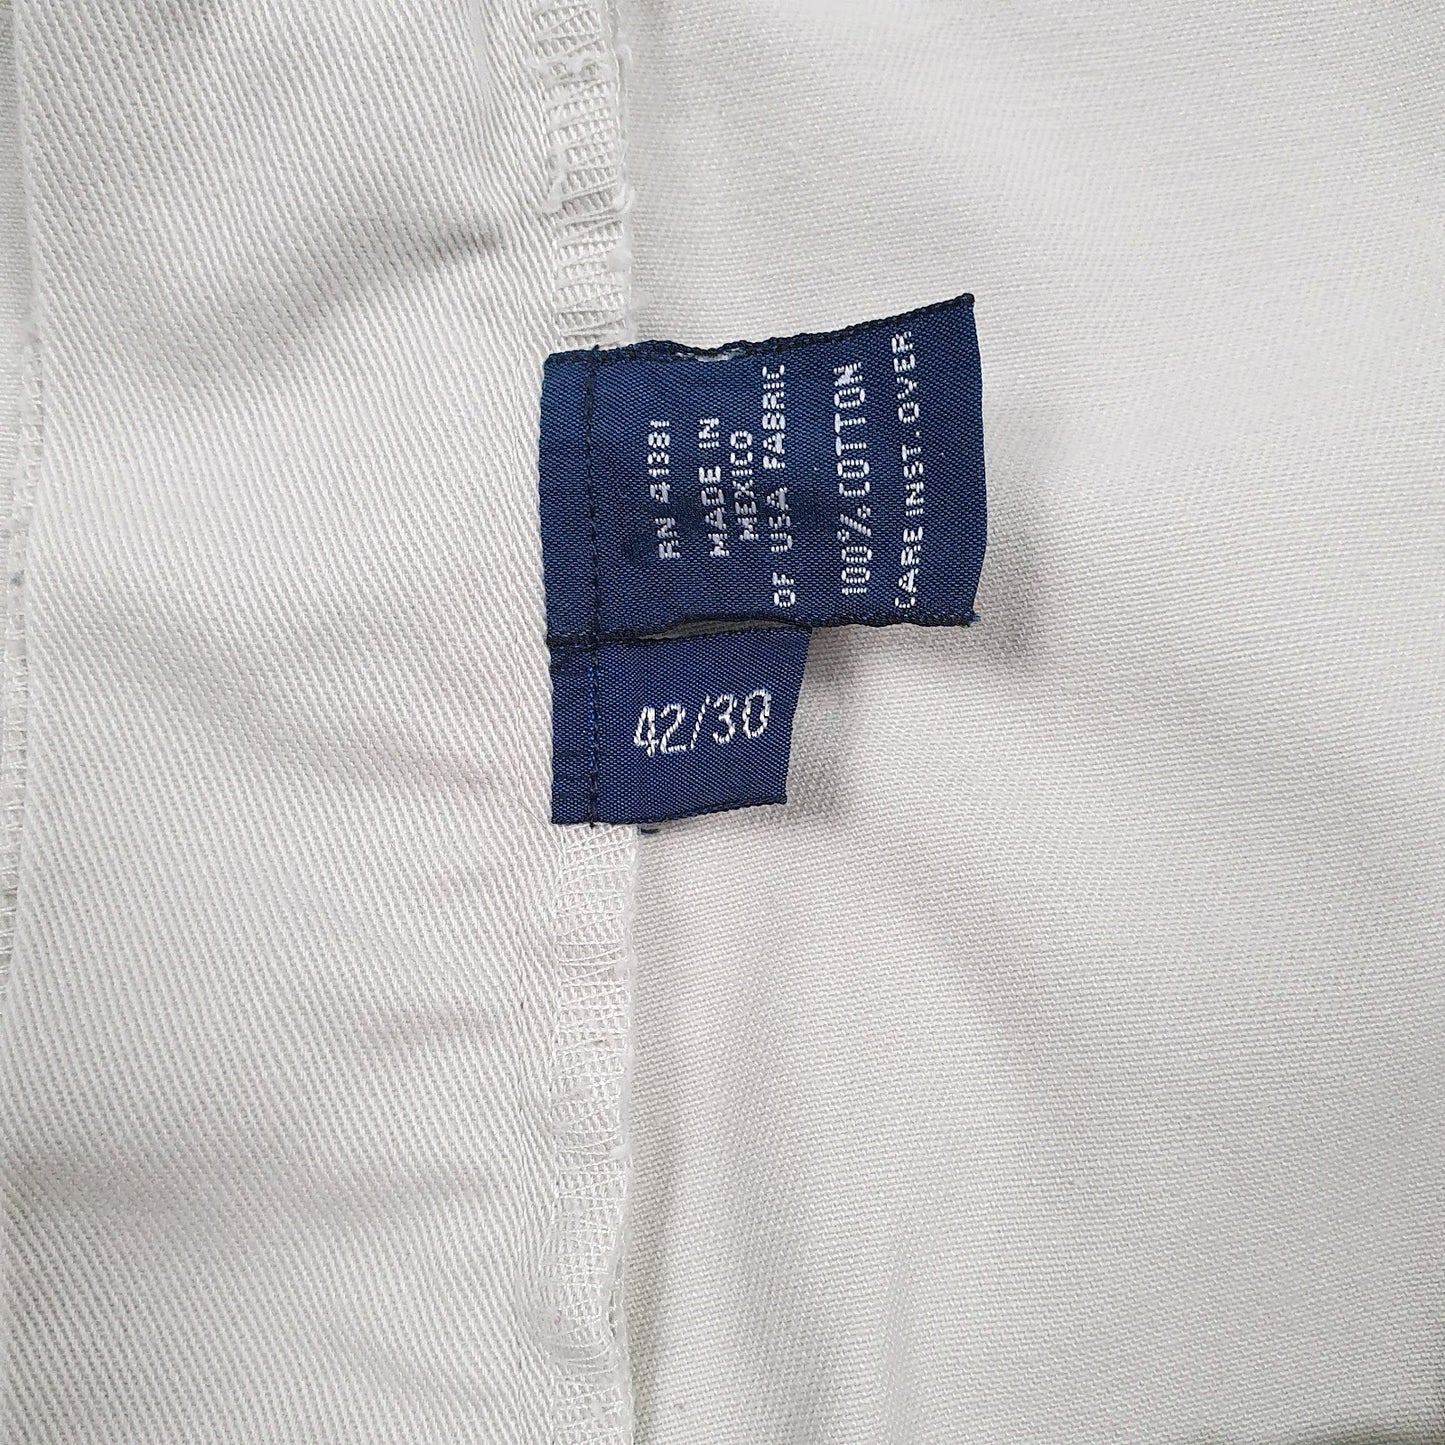 RN 41381
MADE IN
MEXICO
OF USA FABRIC
100% COTTON
CARE INST. OVER
42/30